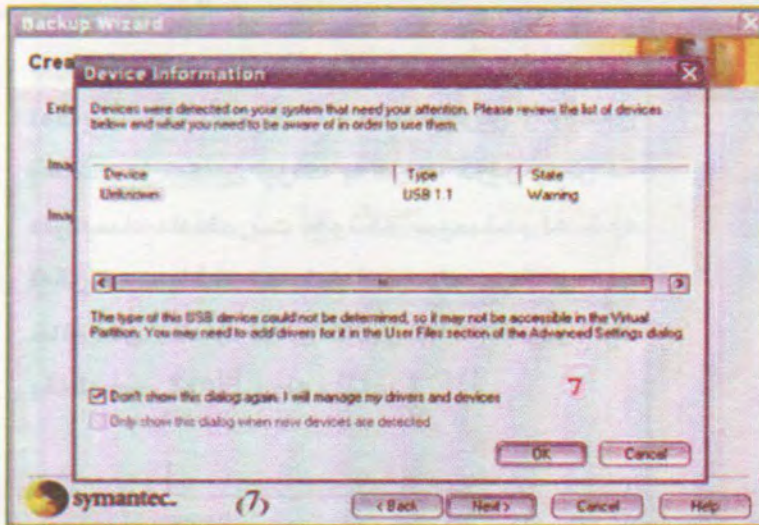 Backup Wizard
Crea
Device Information
Ente
Devices were detected on your system that need your attention. Please review the list of devices
below and what you need to be aware of in order to use them.
Imag
Device Type State
Unknown USB 1.1 Warning
Imag
The type of this USB device could not be determined, so it may not be accessible in the Virtual
Partition. You may need to add drivers for it in the User Files section of the Advanced Settings dialog.
Don't show this dialog again. I will manage my drivers and devices
7
Only show this dialog when new devices are detected
OK Cancel
symantec. (7) < Back Next > Cancel Help